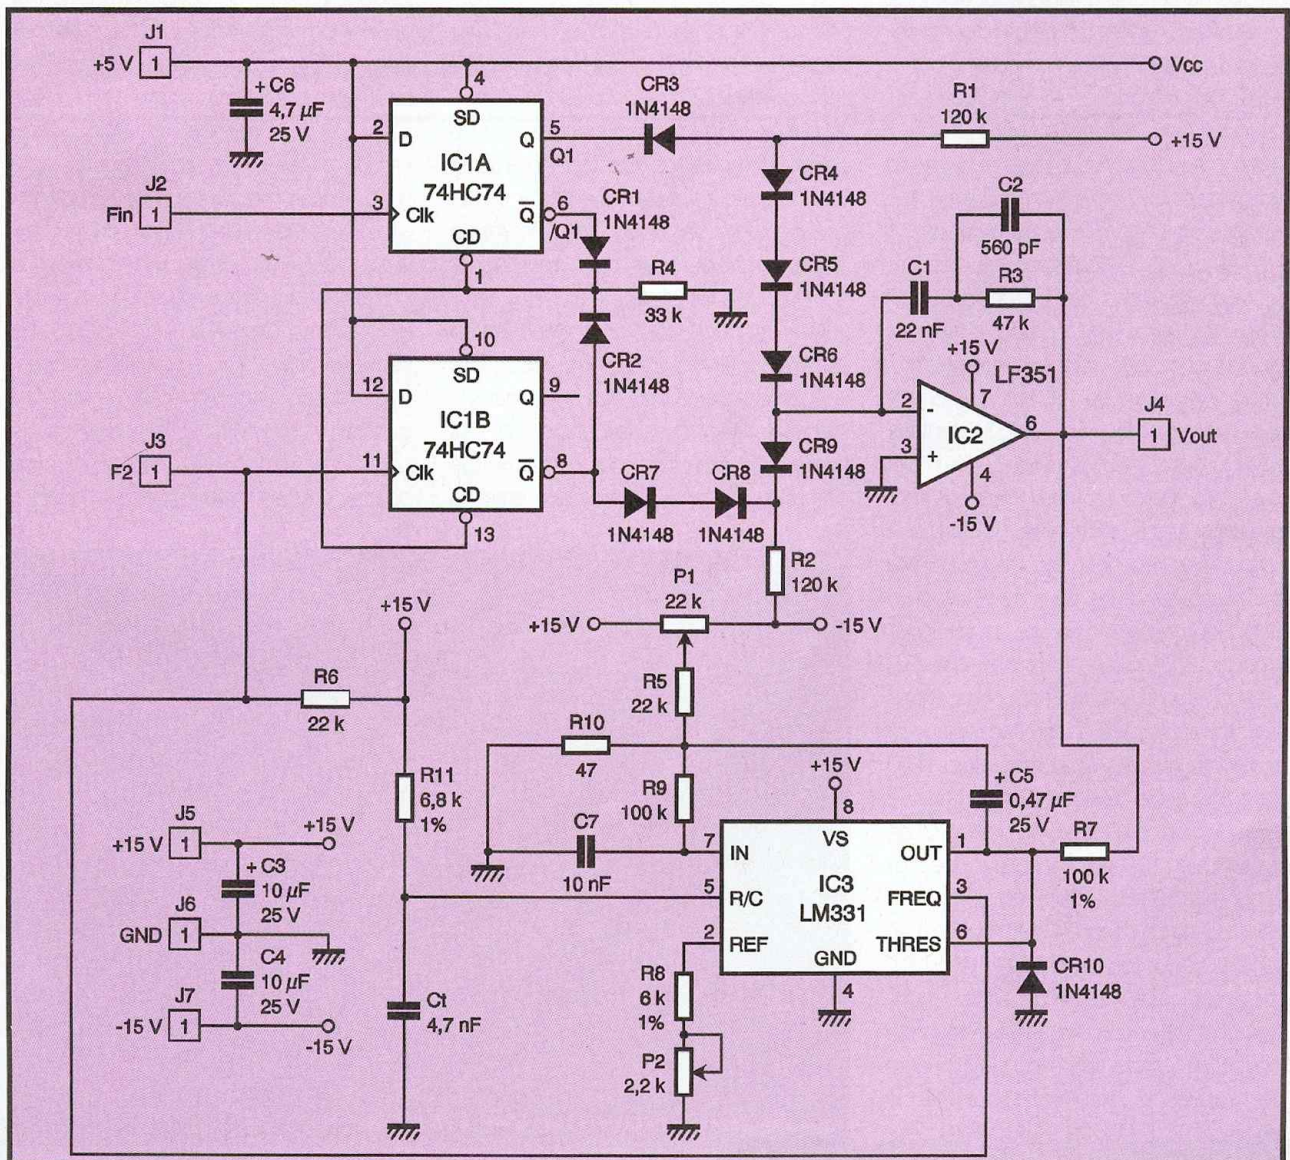 J1
+5 V
1
+ C6
4,7 µF
25 V
4
SD
2
D
Q
5
Q1
IC1A
74HC74
J2
Fin
1
3
Clk
Q
6
/Q1
CD
1
CR3
1N4148
CR1
1N4148
R4
33 k
CR2
1N4148
Vcc
R1
120 k
+15 V
CR4
1N4148
CR5
1N4148
CR6
1N4148
CR9
1N4148
C2
560 pF
C1
22 nF
R3
47 k
+15 V
7
LF351
2
-
IC2
6
3
+
4
-15 V
J4
1
Vout
10
SD
12
D
Q
9
IC1B
74HC74
J3
F2
1
11
Clk
Q
8
CD
13
CR7
1N4148
CR8
1N4148
R2
120 k
P1
22 k
+15 V
-15 V
+15 V
R6
22 k
R11
6,8 k
1%
R5
22 k
R10
47
R9
100 k
C7
10 nF
+15 V
8
VS
7
IN
OUT
1
IC3
LM331
5
R/C
FREQ
3
2
REF
THRES
6
GND
4
+ C5
0,47 µF
25 V
R7
100 k
1%
CR10
1N4148
R8
6 k
1%
P2
2,2 k
Ct
4,7 nF
J5
+15 V
1
+15 V
+ C3
10 µF
25 V
J6
GND
1
+ C4
10 µF
25 V
J7
-15 V
1
-15 V